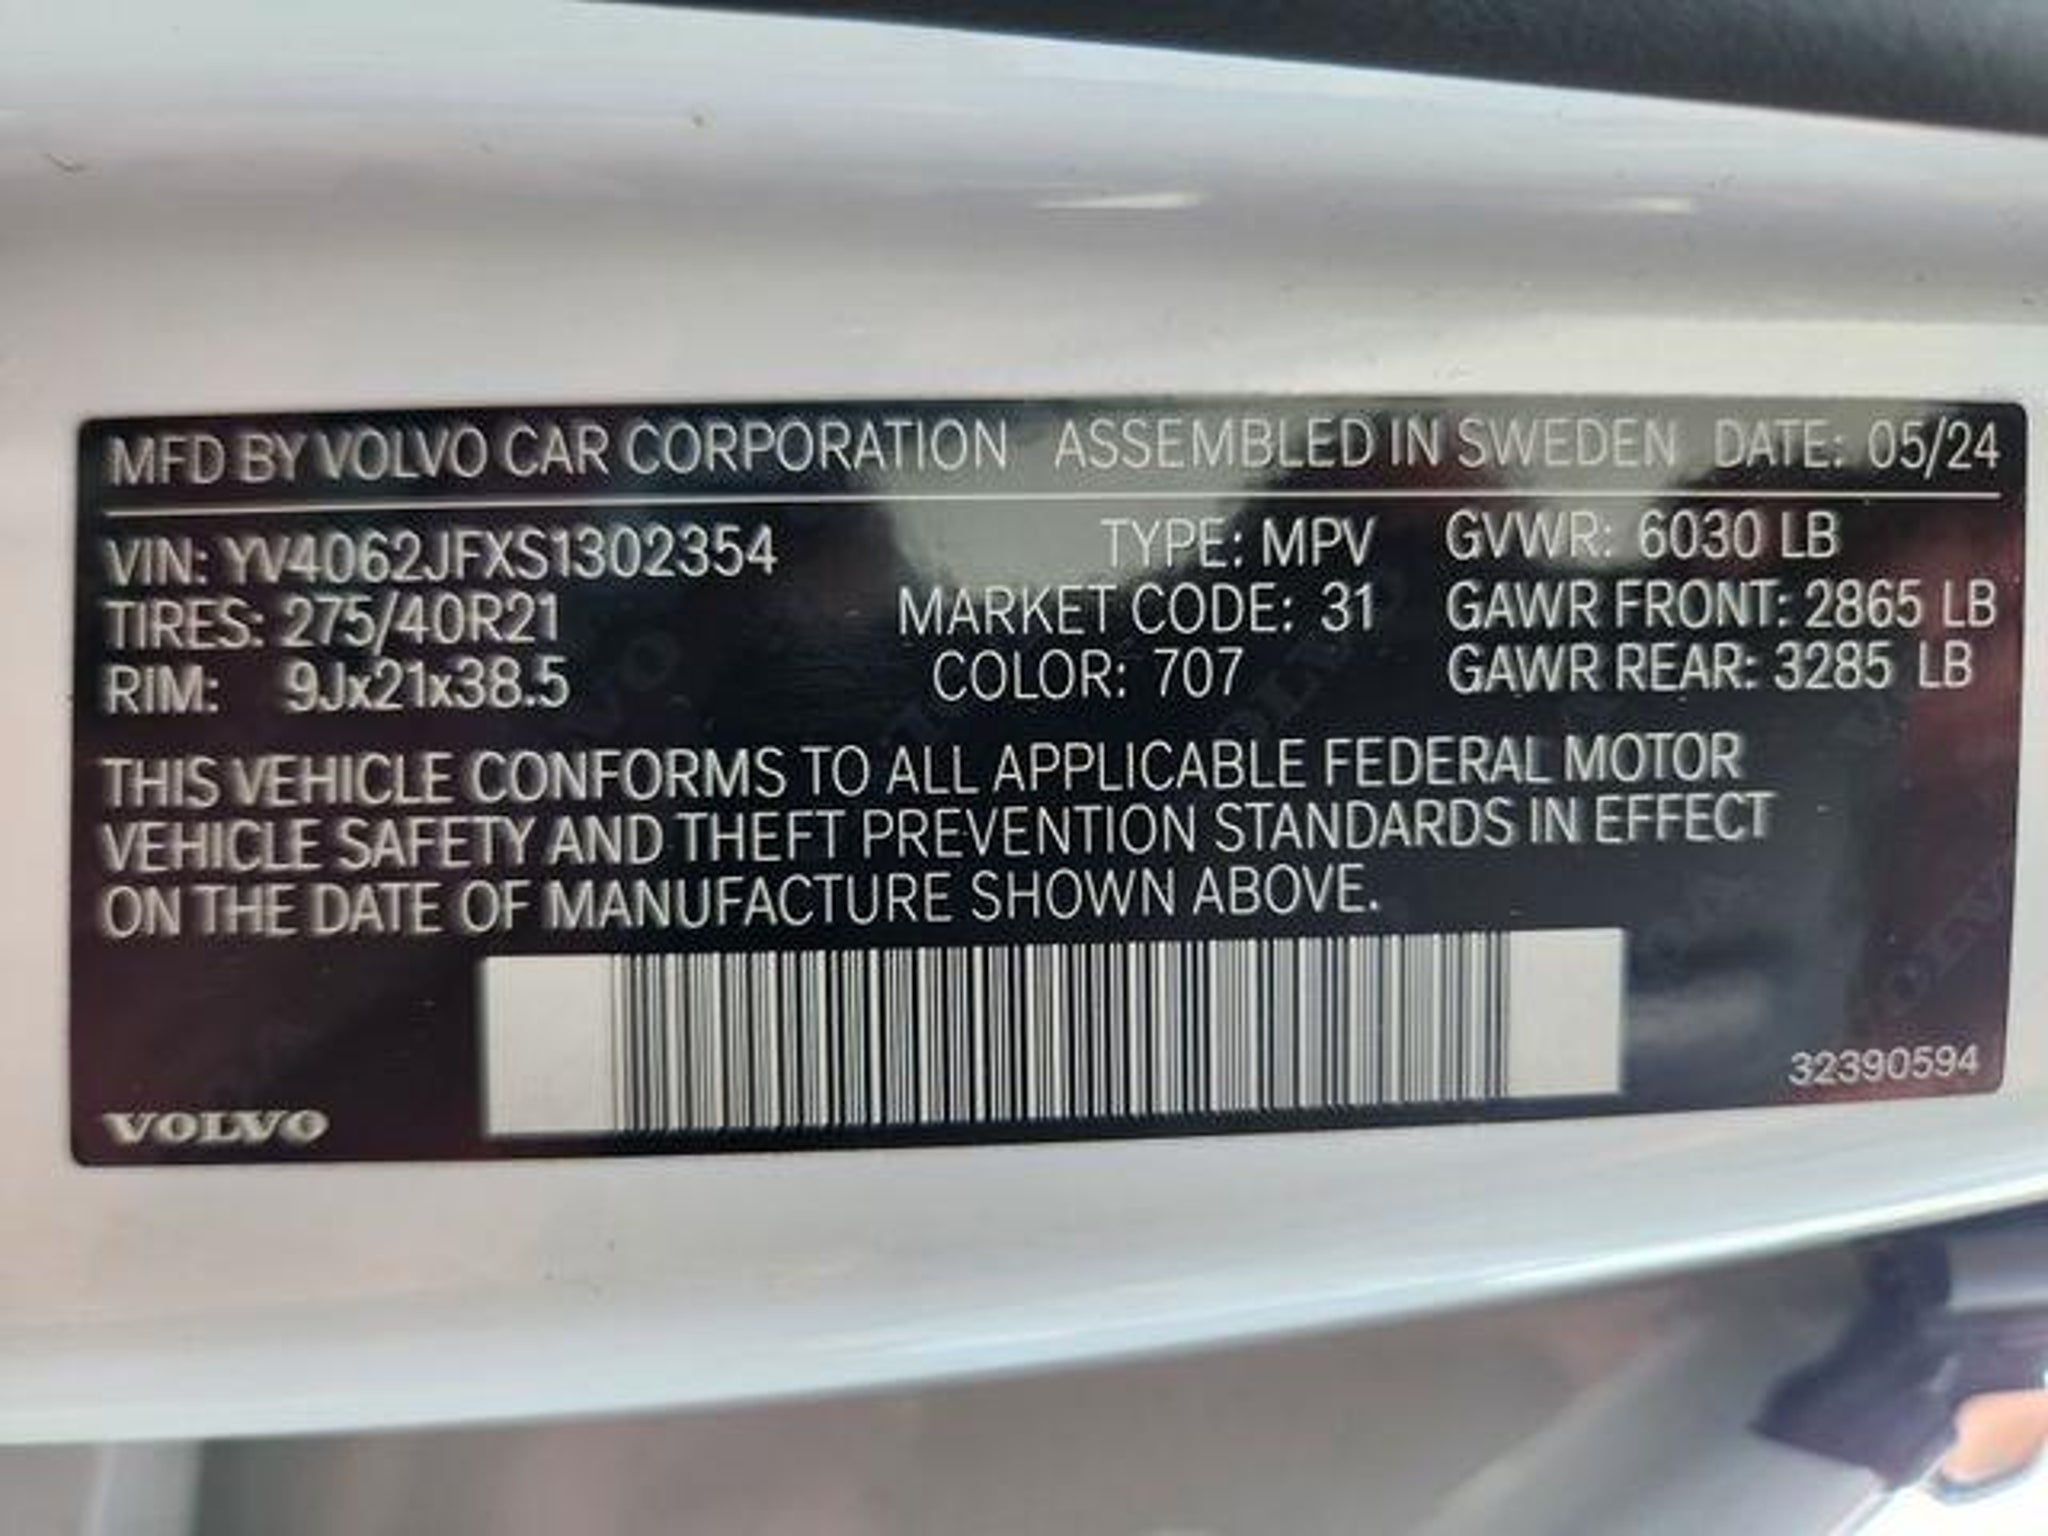 MFD BY VOLVO CAR CORPORATION ASSEMBLED IN SWEDEN DATE: 05/24
VIN: YV4062JFXS1302354 TYPE: MPV GVWR: 6030 LB
TIRES: 275/40R21 MARKET CODE: 31 GAWR FRONT: 2865 LB
RIM: 9Jx21x38.5 COLOR: 707 GAWR REAR: 3285 LB
THIS VEHICLE CONFORMS TO ALL APPLICABLE FEDERAL MOTOR
VEHICLE SAFETY AND THEFT PREVENTION STANDARDS IN EFFECT
ON THE DATE OF MANUFACTURE SHOWN ABOVE.
32390594
VOLVO